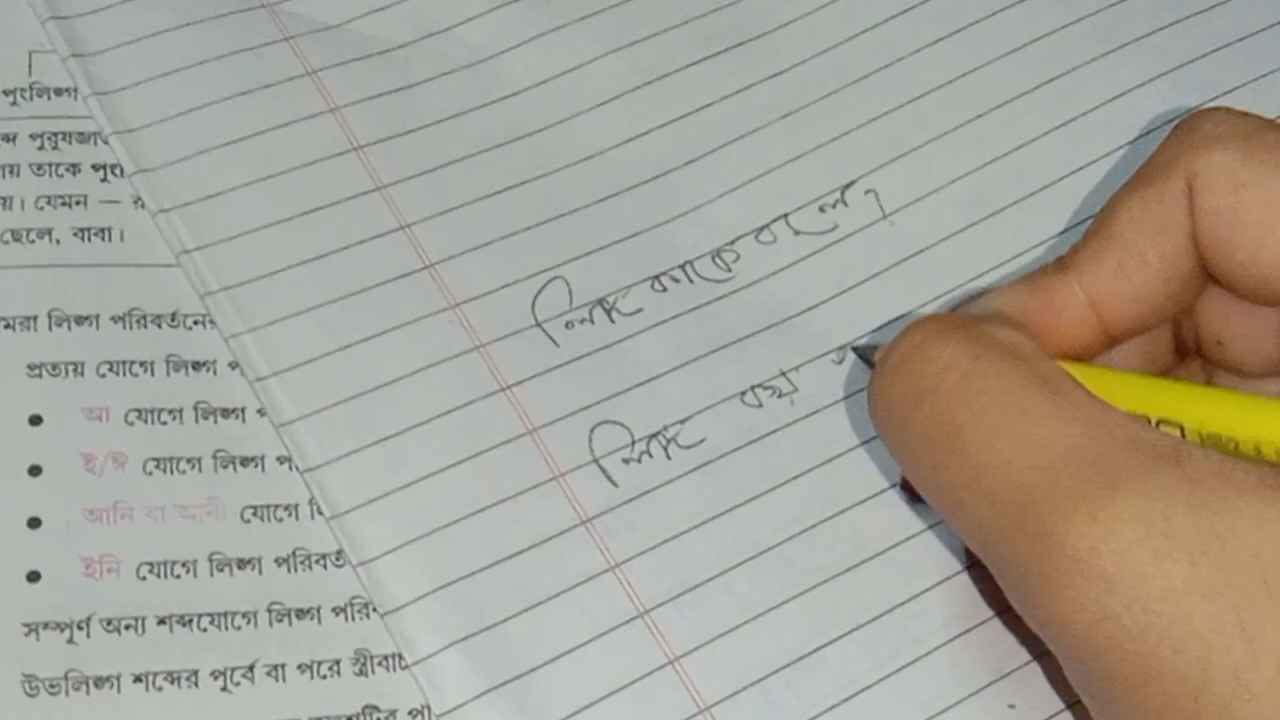 পুংলিঙ্গ
পুরুষজা
য় তাকে পুং
য়। যেমন — র
ছেলে, বাবা।
মরা লিঙ্গ পরিবর্তনের
প্রত্যয় যোগে লিঙ্গ প
• আ যোগে লিঙ্গ প
• ই/ঈ যোগে লিঙ্গ প
• আনি বা আনী যোগে লি
• ইনি যোগে লিঙ্গ পরিবর্ত
সম্পূর্ণ অন্য শব্দযোগে লিঙ্গ পরি
উভলিঙ্গ শব্দের পূর্বে বা পরে স্ত্রীবাচ
লিঙ্গ কাকে বলে?
লিঙ্গ কয়